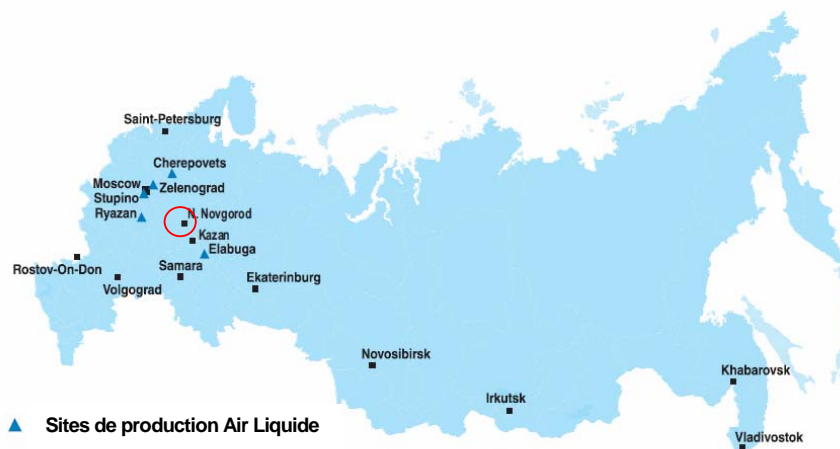 Saint-Petersburg
Cherepovets
Moscow
Zelenograd
Stupino
Ryazan
N. Novgorod
Kazan
Elabuga
Rostov-On-Don
Samara
Volgograd
Ekaterinburg
Novosibirsk
Khabarovsk
Irkutsk
Sites de production Air Liquide
Vladivostok